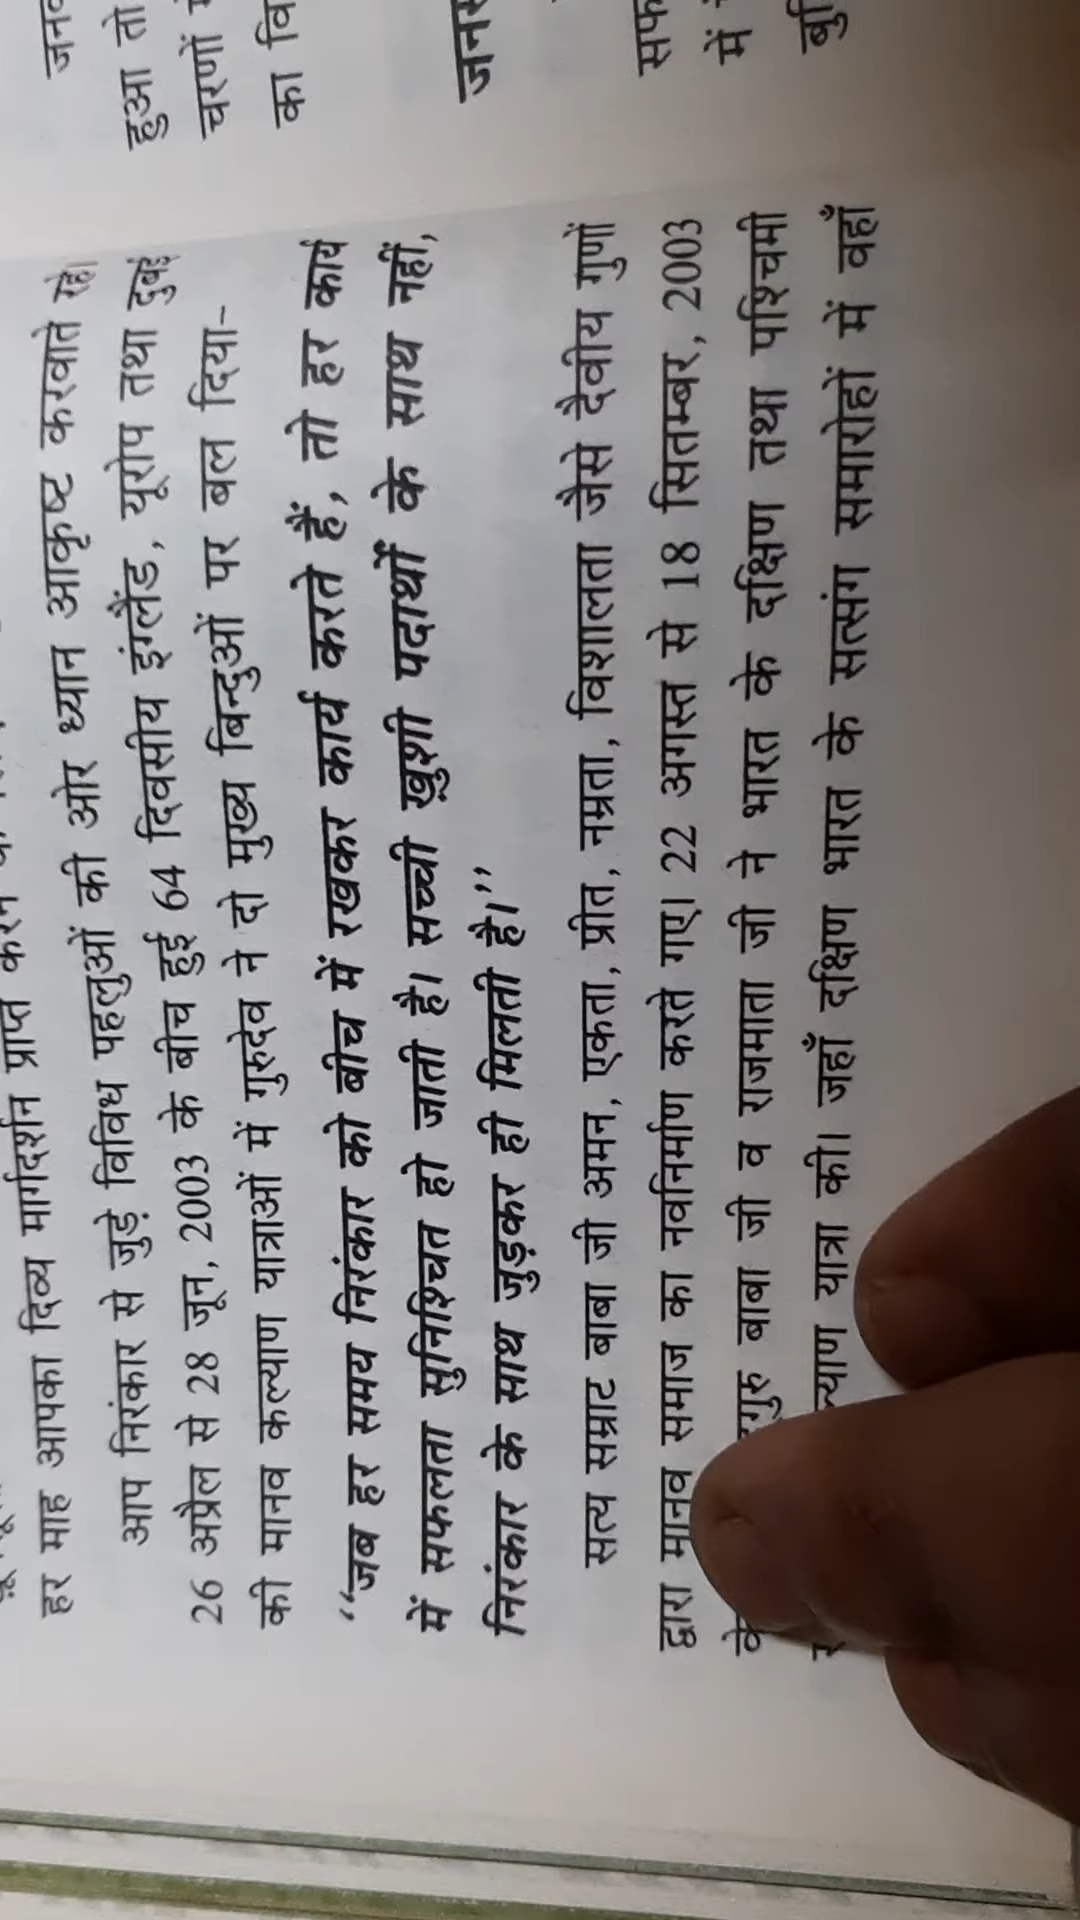 हर माह आपका दिव्य मार्गदर्शन प्राप्त
आप निरंकार से जुड़े विविध पहलुओं की ओर ध्यान आकृष्ट करवाते रहे।
26 अप्रैल से 28 जून, 2003 के बीच हुई 64 दिवसीय इंग्लैंड, यूरोप तथा दुबई
की मानव कल्याण यात्राओं में गुरुदेव ने दो मुख्य बिन्दुओं पर बल दिया-
“जब हर समय निरंकार को बीच में रखकर कार्य करते हैं, तो हर कार्य
में सफलता सुनिश्चित हो जाती है। सच्ची ख़ुशी पदार्थों के साथ नहीं,
निरंकार के साथ जुड़कर ही मिलती है।”
सत्य सम्राट बाबा जी अमन, एकता, प्रीत, नम्रता, विशालता जैसे दैवीय गुणों
द्वारा मानव समाज का नवनिर्माण करते गए। 22 अगस्त से 18 सितम्बर, 2003
बाबा जी व राजमाता जी ने भारत के दक्षिण तथा पश्चिमी
यात्रा की। जहाँ दक्षिण भारत के सत्संग समारोहों में वहाँ
हुआ तो
चरणों
का
में